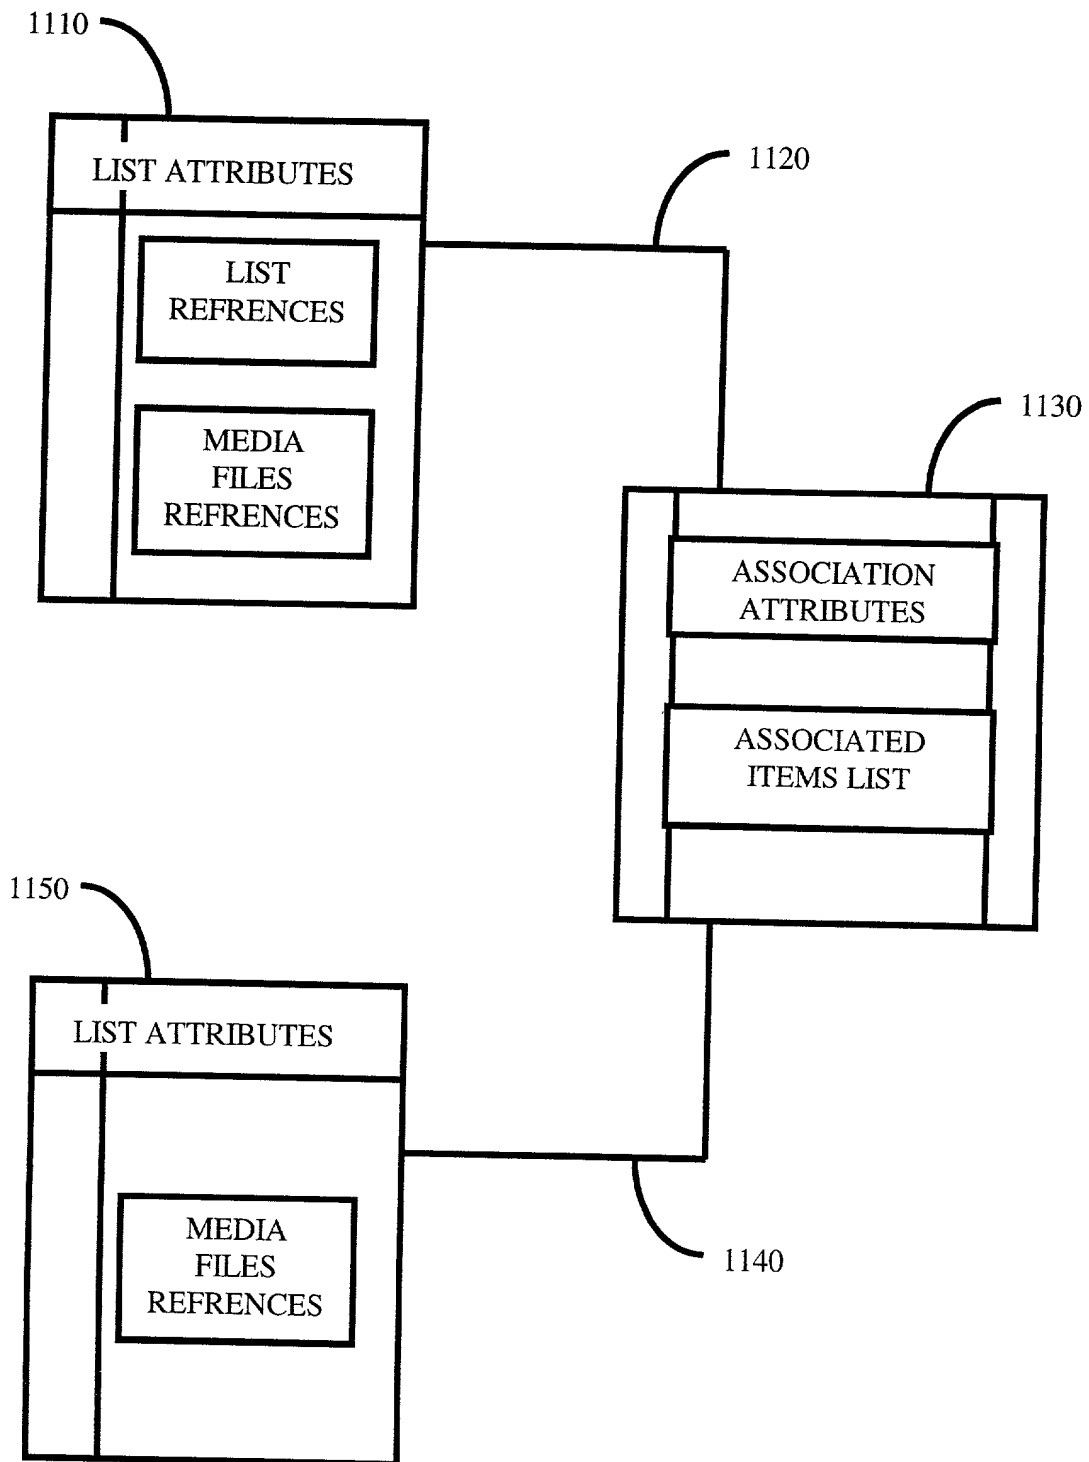 1110
LIST ATTRIBUTES
LIST
REFRENCES
MEDIA
FILES
REFRENCES
1120
1130
ASSOCIATION
ATTRIBUTES
ASSOCIATED
ITEMS LIST
1150
LIST ATTRIBUTES
MEDIA
FILES
REFRENCES
1140